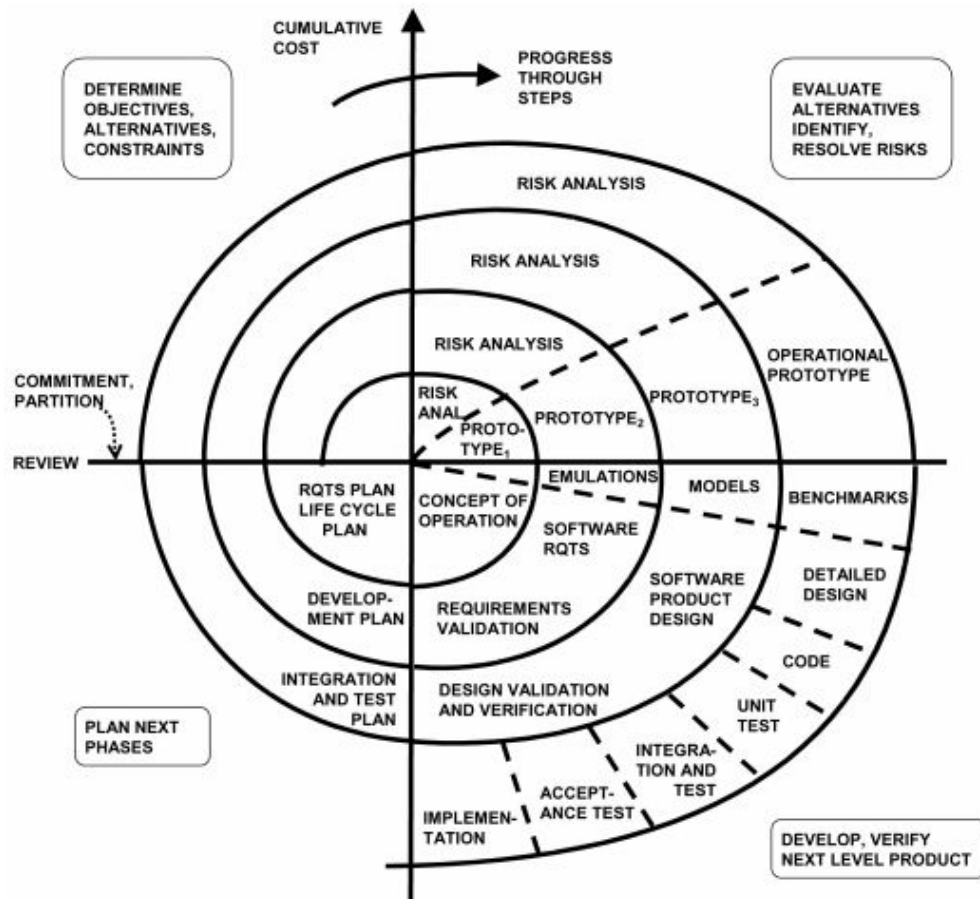 CUMULATIVE
COST
PROGRESS
THROUGH
STEPS
DETERMINE
OBJECTIVES,
ALTERNATIVES,
CONSTRAINTS
EVALUATE
ALTERNATIVES
IDENTIFY,
RESOLVE RISKS
RISK ANALYSIS
RISK ANALYSIS
RISK ANALYSIS
RISK
ANAL.
PROTO-
TYPE₁
PROTOTYPE₂
PROTOTYPE₃
OPERATIONAL
PROTOTYPE
COMMITMENT,
PARTITION
REVIEW
EMULATIONS
MODELS
BENCHMARKS
RQTS PLAN
LIFE CYCLE
PLAN
CONCEPT OF
OPERATION
SOFTWARE
RQTS
SOFTWARE
PRODUCT
DESIGN
DETAILED
DESIGN
DEVELOP-
MENT PLAN
REQUIREMENTS
VALIDATION
CODE
INTEGRATION
AND TEST
PLAN
DESIGN VALIDATION
AND VERIFICATION
UNIT
TEST
PLAN NEXT
PHASES
INTEGRA-
TION AND
TEST
ACCEPT-
ANCE TEST
IMPLEMEN-
TATION
DEVELOP, VERIFY
NEXT LEVEL PRODUCT